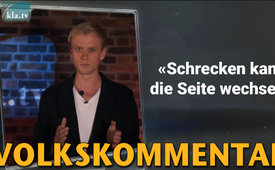 kla.tv
«Schrecken kan
die Seite wechse
VOLKSKOMMENTA